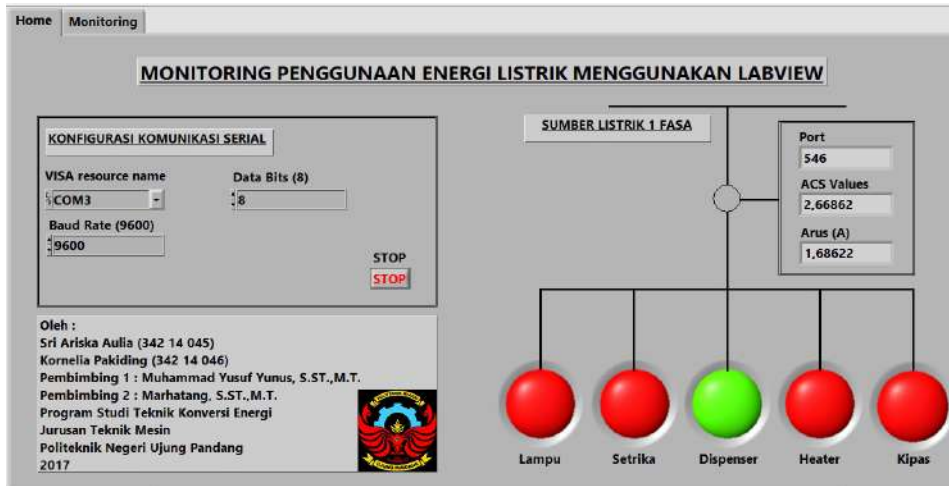 Home Monitoring
MONITORING PENGGUNAAN ENERGI LISTRIK MENGGUNAKAN LABVIEW
KONFIGURASI KOMUNIKASI SERIAL
VISA resource name
COM3
Data Bits (8)
8
Baud Rate (9600)
9600
STOP
STOP
SUMBER LISTRIK 1 FASA
Port
546
ACS Values
2,66862
Arus (A)
1,68622
Oleh :
Sri Ariska Aulia (342 14 045)
Kornelia Pakiding (342 14 046)
Pembimbing 1 : Muhammad Yusuf Yunus, S.ST.,M.T.
Pembimbing 2 : Marhatang, S.ST.,M.T.
Program Studi Teknik Konversi Energi
Jurusan Teknik Mesin
Politeknik Negeri Ujung Pandang
2017
Lampu Setrika Dispenser Heater Kipas